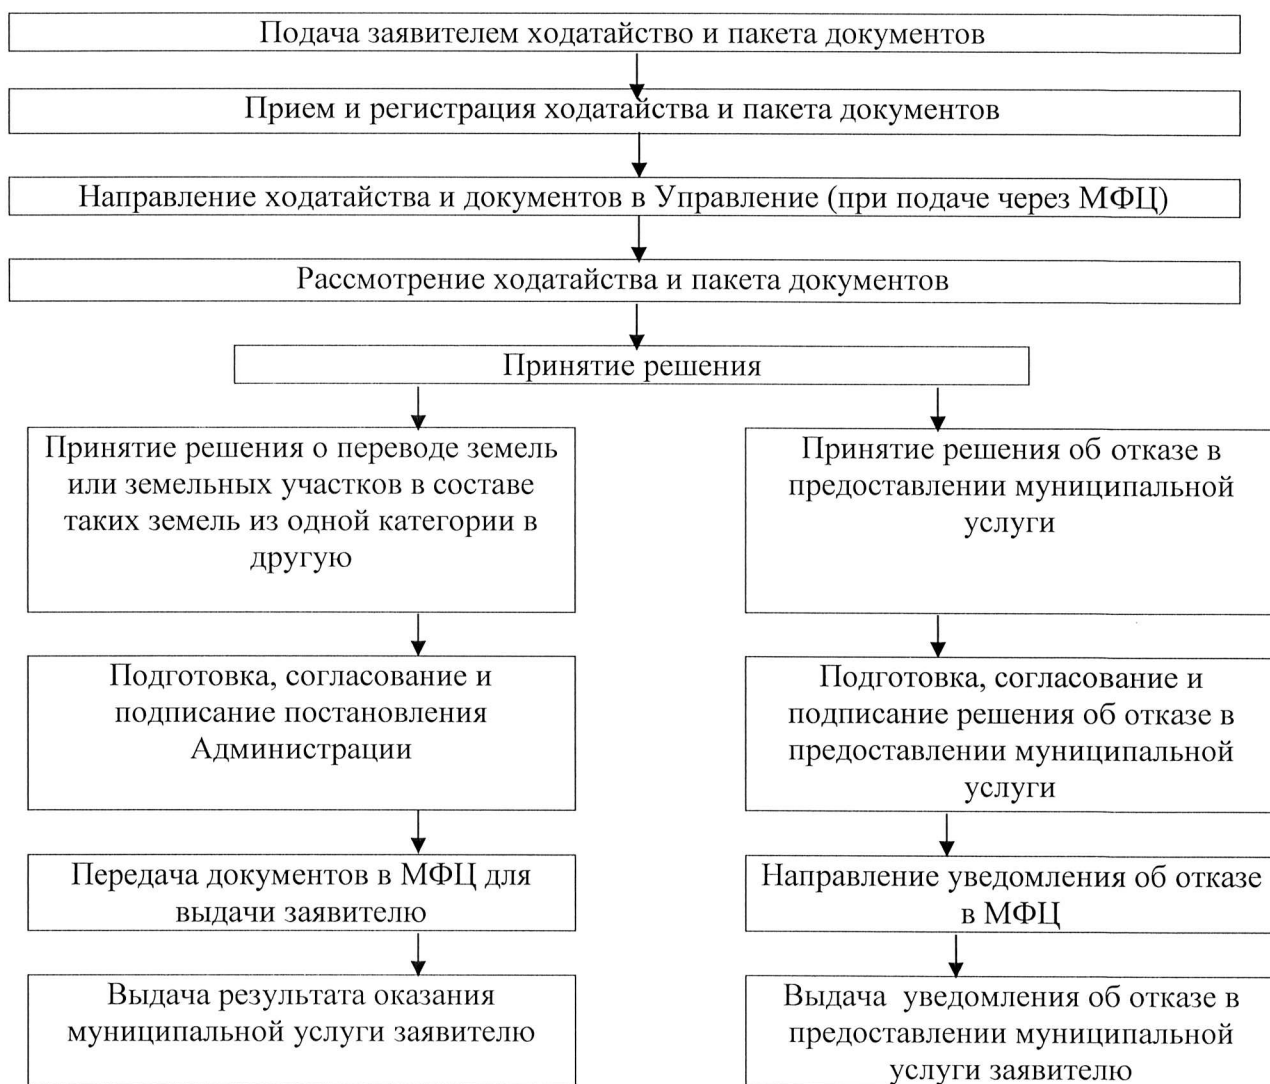 Подача заявителем ходатайство и пакета документов
Прием и регистрация ходатайства и пакета документов
Направление ходатайства и документов в Управление (при подаче через МФЦ)
Рассмотрение ходатайства и пакета документов
Принятие решения
Принятие решения о переводе земель
или земельных участков в составе
таких земель из одной категории в
другую
Принятие решения об отказе в
предоставлении муниципальной
услуги
Подготовка, согласование и
подписание постановления
Администрации
Подготовка, согласование и
подписание решения об отказе в
предоставлении муниципальной
услуги
Передача документов в МФЦ для
выдачи заявителю
Направление уведомления об отказе
в МФЦ
Выдача результата оказания
муниципальной услуги заявителю
Выдача уведомления об отказе в
предоставлении муниципальной
услуги заявителю